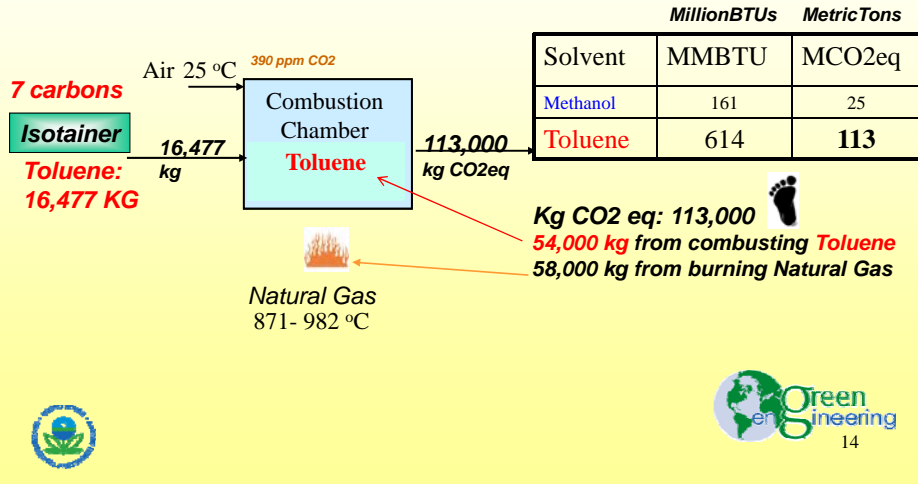 MillionBTUs MetricTons
Solvent MMBTU MCO2eq
Methanol 161 25
Toluene 614 113
Air 25 °C
390 ppm CO2
7 carbons
Isotainer
Toluene:
16,477 KG
16,477
kg
Combustion
Chamber
Toluene
113,000
kg CO2eq
Kg CO2 eq: 113,000
54,000 kg from combusting Toluene
58,000 kg from burning Natural Gas
Natural Gas
871- 982 °C
green
engineering
14